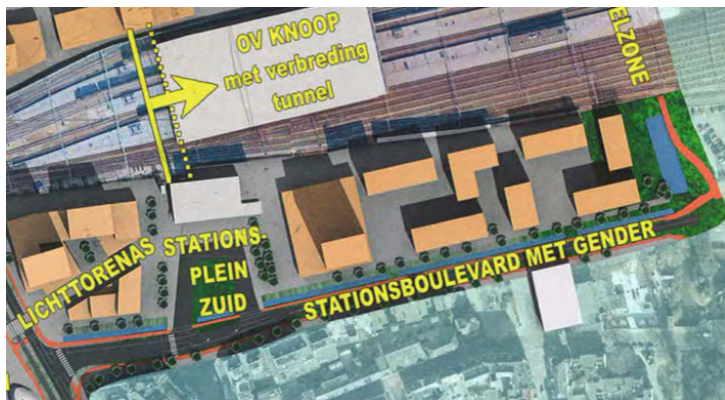 OV KNOOP
met verbreding
tunnel
ELZONE
LICHTTORENAS
STATIONS-
PLEIN
ZUID
STATIONSBOULEVARD MET GENDER